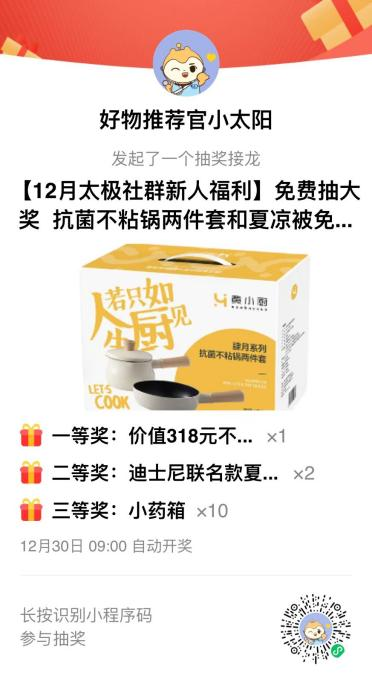 好物推荐官小太阳
发起了一个抽奖接龙
【12月太极社群新人福利】免费抽大
奖 抗菌不粘锅两件套和夏凉被免...
人生若只如厨见
黄小厨
肆月系列
抗菌不粘锅两件套
LET'S
COOK
一等奖：价值318元不... ×1
二等奖：迪士尼联名款夏... ×2
三等奖：小药箱 ×10
12月30日 09:00 自动开奖
长按识别小程序码
参与抽奖